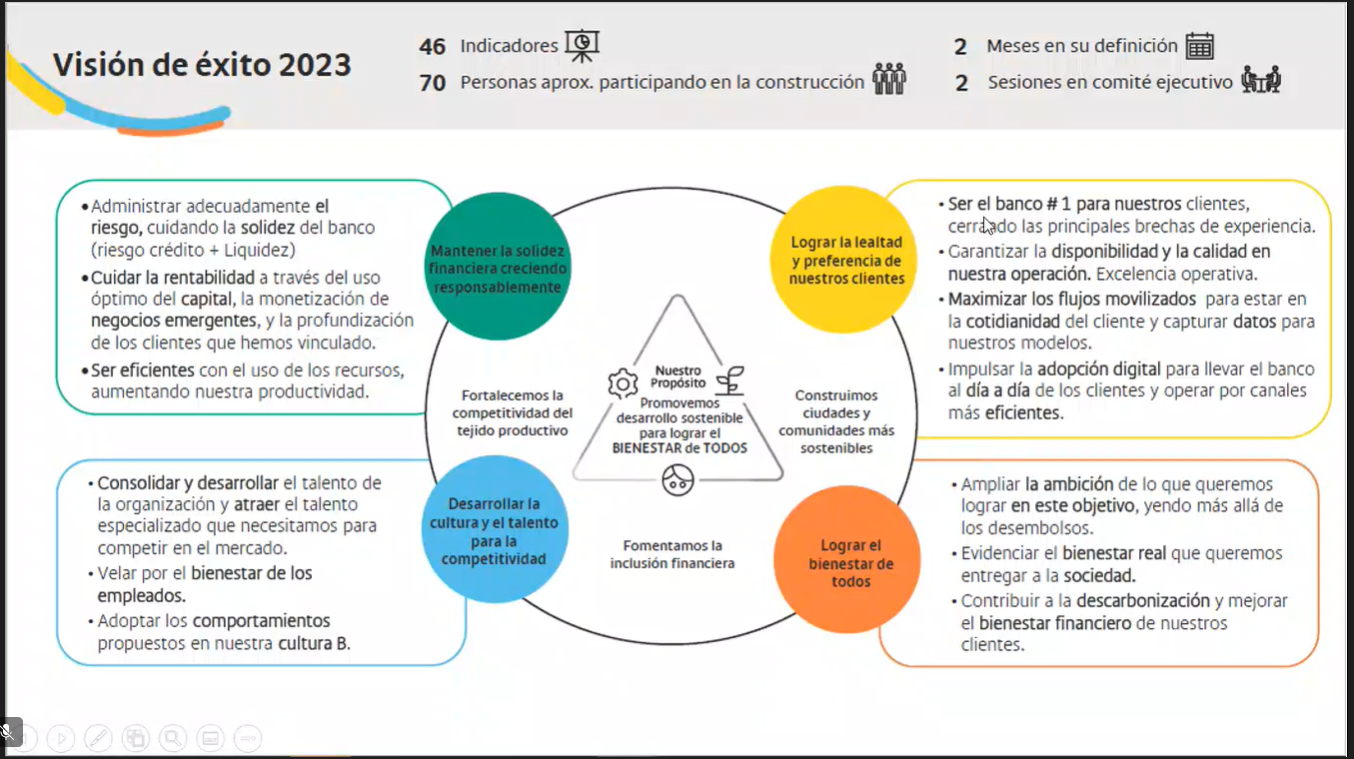 Visión de éxito 2023
46 Indicadores
70 Personas aprox. participando en la construcción
2 Meses en su definición
2 Sesiones en comité ejecutivo
•Administrar adecuadamente el
riesgo, cuidando la solidez del banco
(riesgo crédito + Liquidez)
•Cuidar la rentabilidad a través del uso
óptimo del capital, la monetización de
negocios emergentes, y la profundización
de los clientes que hemos vinculado.
•Ser eficientes con el uso de los recursos,
aumentando nuestra productividad.
Mantener la solidez
financiera creciendo
responsablemente
Lograr la lealtad
y preferencia de
nuestros clientes
• Ser el banco # 1 para nuestros clientes,
cerrando las principales brechas de experiencia.
• Garantizar la disponibilidad y la calidad en
nuestra operación. Excelencia operativa.
• Maximizar los flujos movilizados para estar en
la cotidianidad del cliente y capturar datos para
nuestros modelos.
• Impulsar la adopción digital para llevar el banco
al día a día de los clientes y operar por canales
más eficientes.
Fortalecemos la
competitividad del
tejido productivo
Nuestro
Propósito
Promovemos
desarrollo sostenible
para lograr el
BIENESTAR de TODOS
Construimos
ciudades y
comunidades más
sostenibles
Fomentamos la
inclusión financiera
• Consolidar y desarrollar el talento de
la organización y atraer el talento
especializado que necesitamos para
competir en el mercado.
• Velar por el bienestar de los
empleados.
• Adoptar los comportamientos
propuestos en nuestra cultura B.
Desarrollar la
cultura y el talento
para la
competitividad
Lograr el
bienestar de
todos
• Ampliar la ambición de lo que queremos
lograr en este objetivo, yendo más allá de
los desembolsos.
• Evidenciar el bienestar real que queremos
entregar a la sociedad.
• Contribuir a la descarbonización y mejorar
el bienestar financiero de nuestros
clientes.